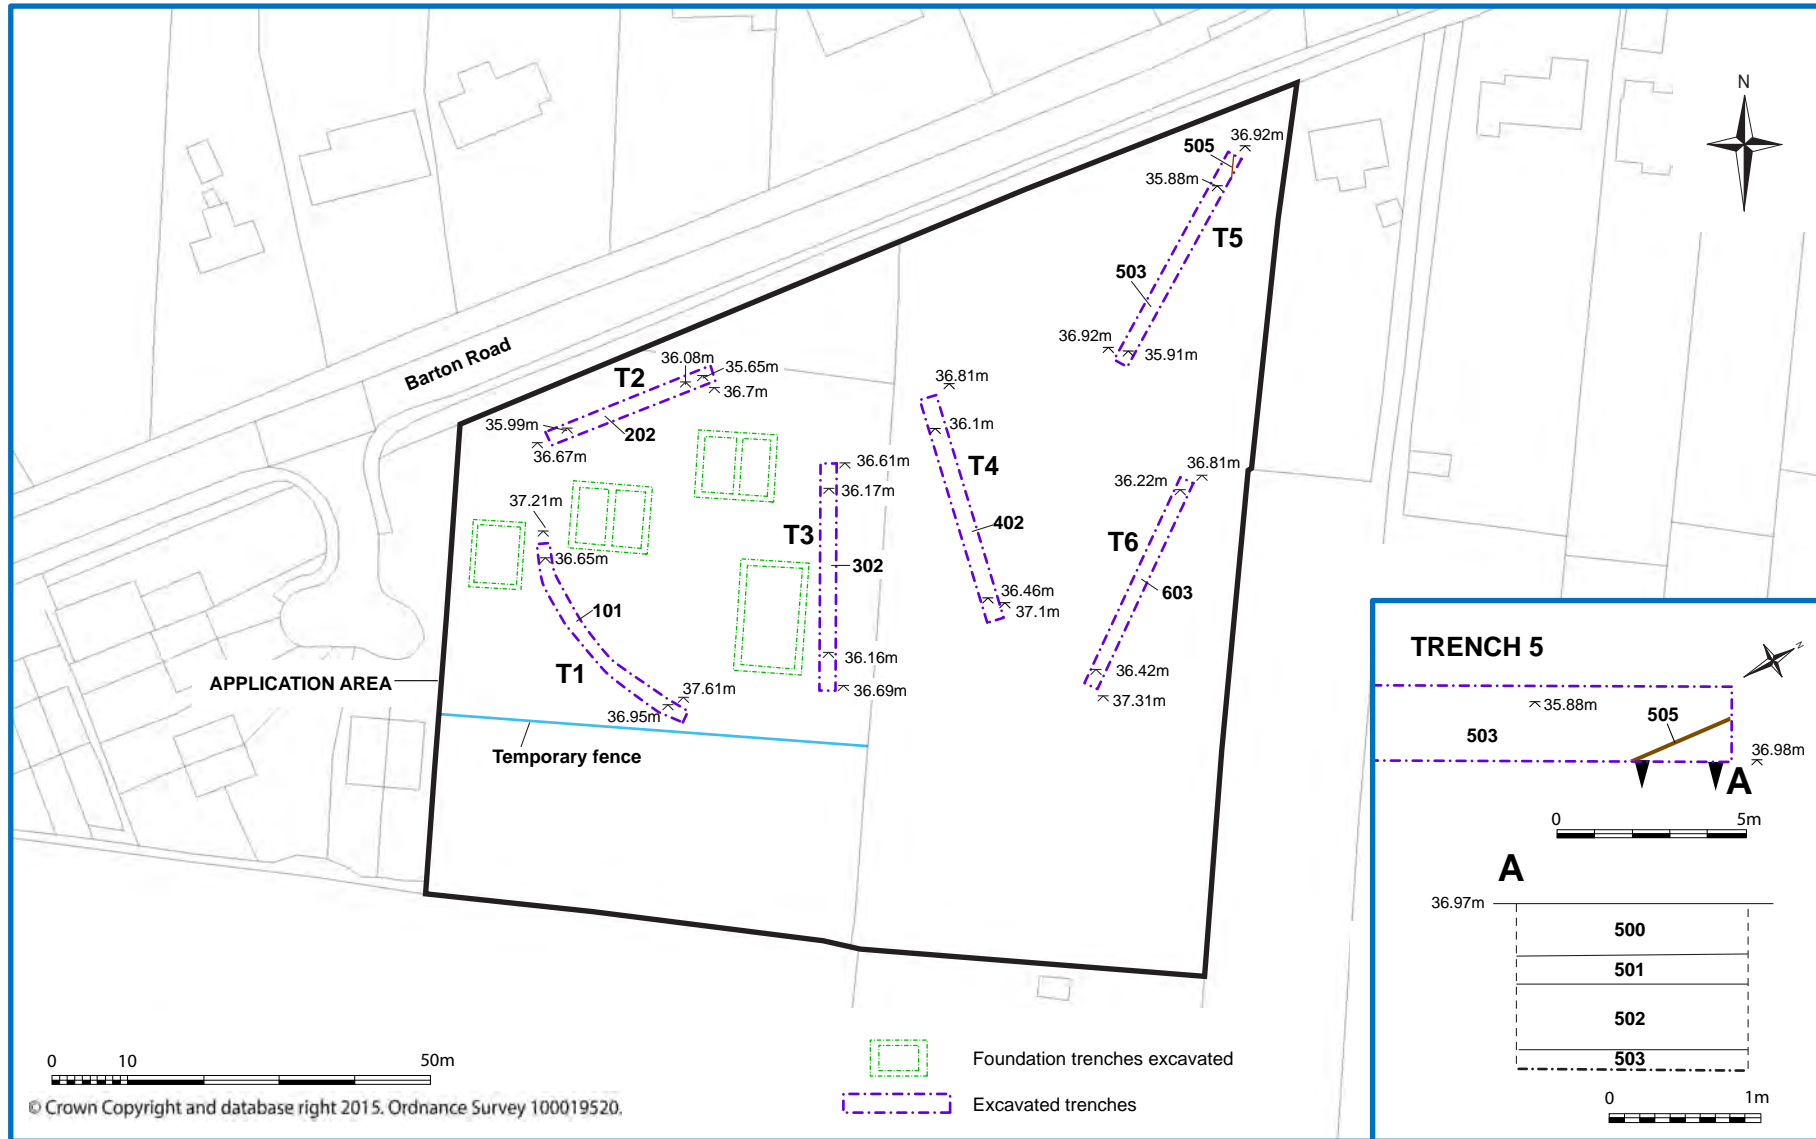 N
36.92m
505
35.88m
T5
503
36.92m
35.91m
Barton Road
36.08m
35.65m
T2
36.7m
35.99m
202
36.67m
36.81m
36.1m
T4
402
36.46m
37.1m
36.61m
36.17m
T3
302
36.16m
36.69m
36.81m
36.22m
T6
603
36.42m
37.31m
37.21m
36.65m
101
T1
37.61m
36.95m
APPLICATION AREA
Temporary fence
TRENCH 5
N
35.88m
505
503
36.98m
A
0 5m
A
36.97m
500
501
502
503
0 1m
0 10 50m
Foundation trenches excavated
Excavated trenches
© Crown Copyright and database right 2015. Ordnance Survey 100019520.